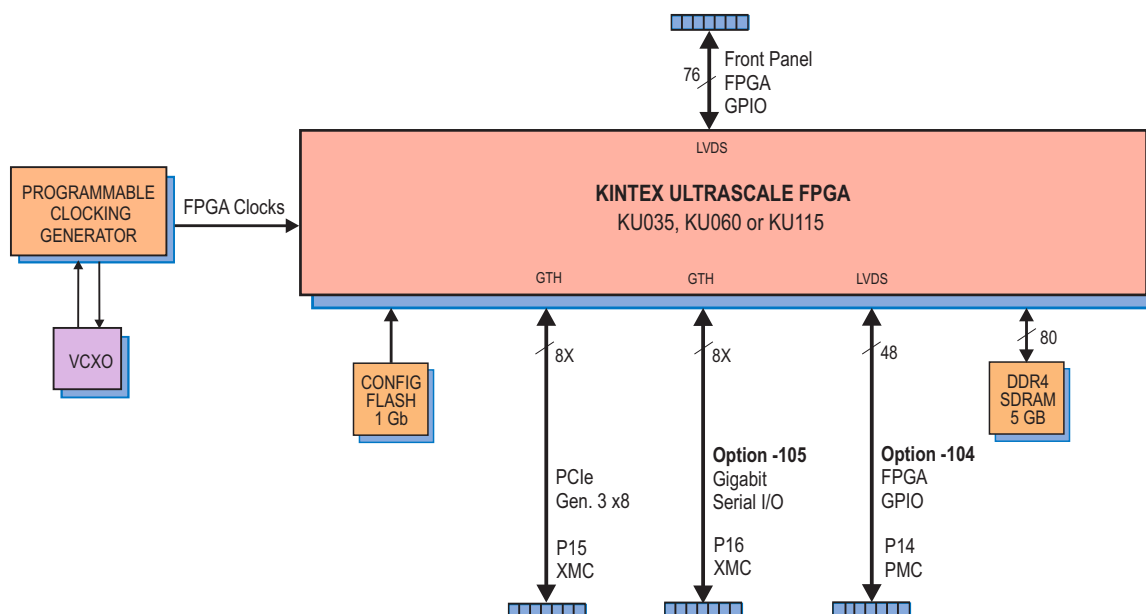 76
Front Panel
FPGA
GPIO
LVDS
PROGRAMMABLE
CLOCKING
GENERATOR
FPGA Clocks
KINTEX ULTRASCALE FPGA
KU035, KU060 or KU115
GTH
GTH
LVDS
VCXO
CONFIG
FLASH
1 Gb
8X
8X
48
80
DDR4
SDRAM
5 GB
PCIe
Gen. 3 x8
P15
XMC
Option -105
Gigabit
Serial I/O
P16
XMC
Option -104
FPGA
GPIO
P14
PMC